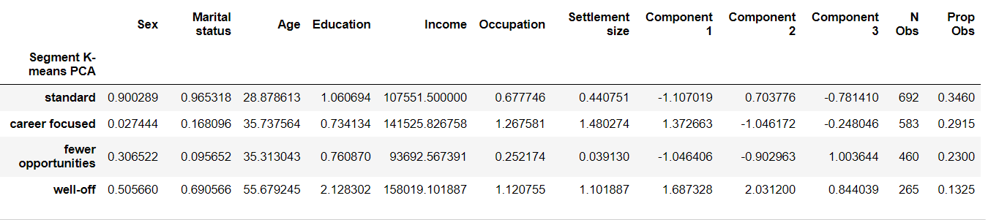 Sex Marital status Age Education Income Occupation Settlement size Component 1 Component 2 Component 3 N Obs Prop Obs
Segment K-means PCA
standard 0.900289 0.965318 28.878613 1.060694 107551.500000 0.677746 0.440751 -1.107019 0.703776 -0.781410 692 0.3460
career focused 0.027444 0.168096 35.737564 0.734134 141525.826758 1.267581 1.480274 1.372663 -1.046172 -0.248046 583 0.2915
fewer opportunities 0.306522 0.095652 35.313043 0.760870 93692.567391 0.252174 0.039130 -1.046406 -0.902963 1.003644 460 0.2300
well-off 0.505660 0.690566 55.679245 2.128302 158019.101887 1.120755 1.101887 1.687328 2.031200 0.844039 265 0.1325